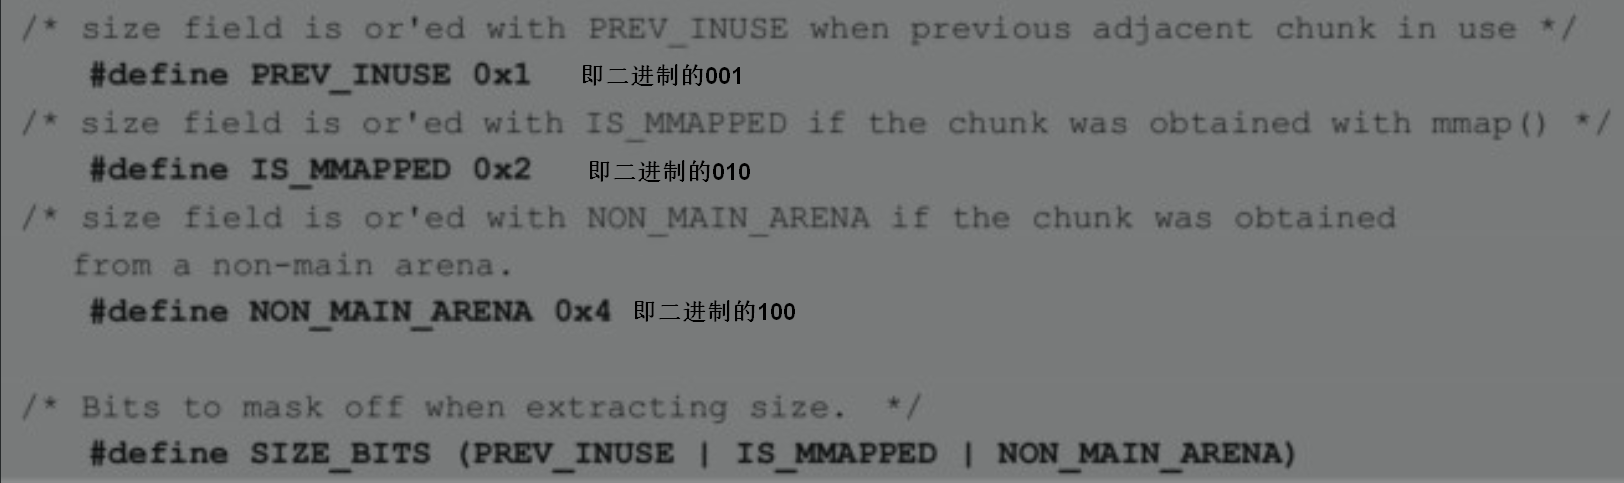 /* size field is or'ed with PREV_INUSE when previous adjacent chunk in use */
#define PREV_INUSE 0x1 即二进制的001
/* size field is or'ed with IS_MMAPPED if the chunk was obtained with mmap() */
#define IS_MMAPPED 0x2 即二进制的010
/* size field is or'ed with NON_MAIN_ARENA if the chunk was obtained
from a non-main arena.
#define NON_MAIN_ARENA 0x4 即二进制的100
/* Bits to mask off when extracting size. */
#define SIZE_BITS (PREV_INUSE | IS_MMAPPED | NON_MAIN_ARENA)